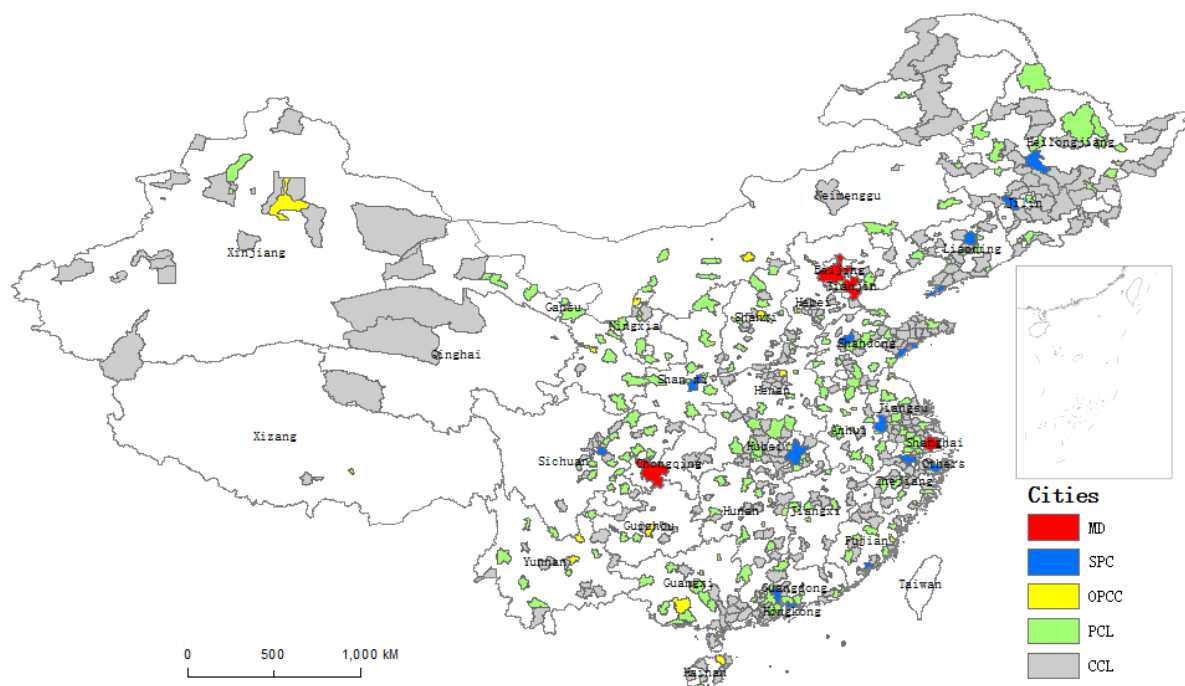 Heilongjiang
Neimenggu
Jilin
Liaoning
Xinjiang
Beijing
Tianjin
Gansu
Hebei
Ningxia
Shanxi
Shandong
Qinghai
Shanxi
Henan
Jiangsu
Xizang
Anhui
Hubei
Shanghai
Sichuan
Chongqing
Others
Zhejiang
Hunan
Jiangxi
Guizhou
Fujian
Yunnan
Guangxi
Guangdong
Taiwan
Hongkong
Hainan
0 500 1,000 kM
Cities
MD
SPC
OPCC
PCL
CCL